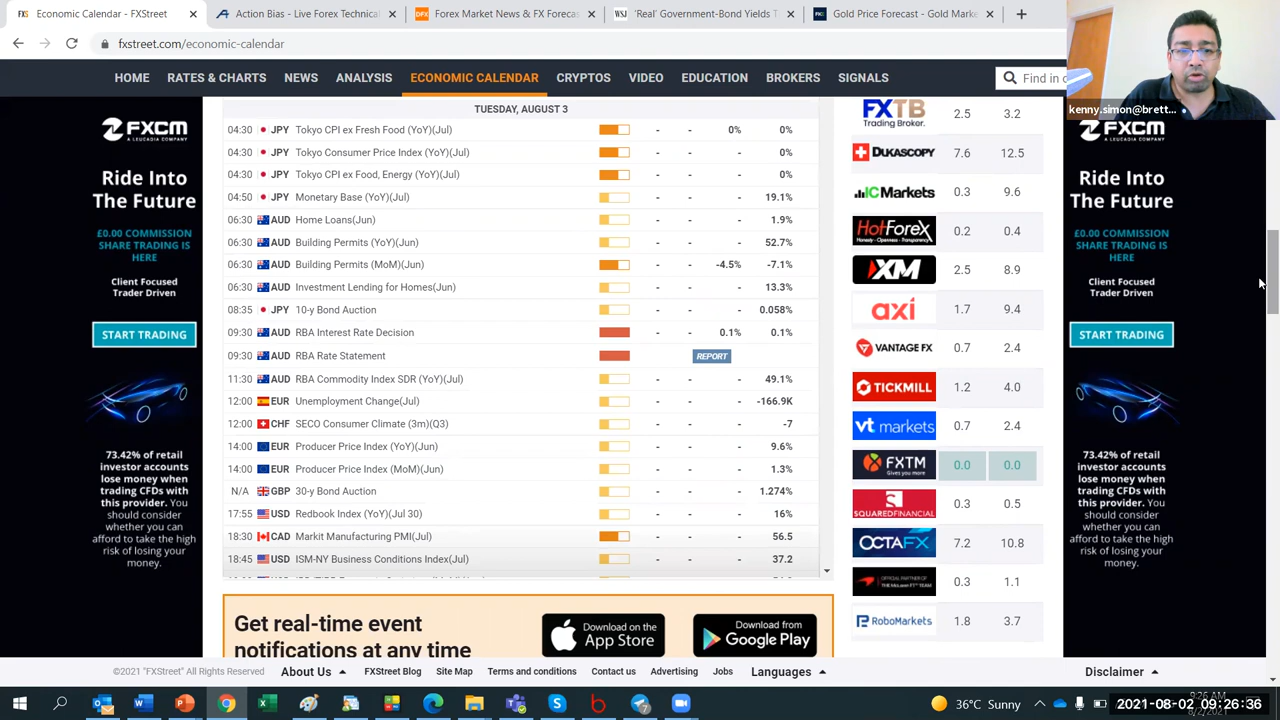 Economic Calendar - FXStreet
Action Bias - Live Forex Technical
Forex Market News & FX Forecas
'Real' Government-Bond Yields T
Gold Price Forecast - Gold Marke
fxstreet.com/economic-calendar
HOME RATES & CHARTS NEWS ANALYSIS ECONOMIC CALENDAR CRYPTOS VIDEO EDUCATION BROKERS SIGNALS
Find in
kenny.simon@brett...
TUESDAY, AUGUST 3
04:30 JPY Tokyo CPI ex Fresh Food (YoY)(Jul) - - 0% 0%
04:30 JPY Tokyo Consumer Price Index (YoY)(Jul) - - - 0%
04:30 JPY Tokyo CPI ex Food, Energy (YoY)(Jul) - - - 0%
04:50 JPY Monetary Base (YoY)(Jul) - - - 19.1%
06:30 AUD Home Loans(Jun) - - - 1.9%
06:30 AUD Building Permits (YoY)(Jun) - - - 52.7%
06:30 AUD Building Permits (MoM)(Jun) - - -4.5% -7.1%
06:30 AUD Investment Lending for Homes(Jun) - - - 13.3%
08:35 JPY 10-y Bond Auction - - - 0.058%
09:30 AUD RBA Interest Rate Decision - - 0.1% 0.1%
09:30 AUD RBA Rate Statement REPORT
11:30 AUD RBA Commodity Index SDR (YoY)(Jul) - - - 49.1%
2:00 EUR Unemployment Change(Jul) - - - -166.9K
:00 CHF SECO Consumer Climate (3m)(Q3) - - - -7
4:00 EUR Producer Price Index (YoY)(Jun) - - - 9.6%
14:00 EUR Producer Price Index (MoM)(Jun) - - - 1.3%
N/A GBP 30-y Bond Auction - - - 1.274%
17:55 USD Redbook Index (YoY)(Jul) - - - 16%
:30 CAD Markit Manufacturing PMI(Jul) - - - 56.5
:45 USD ISM-NY Business Conditions Index(Jul) - - - 37.2
FXTB Trading Broker. 2.5 3.2
DUKASCOPY 7.6 12.5
IC Markets 0.3 9.6
HotForex 0.2 0.4
Honesty - Openness - Transparency
XM 2.5 8.9
axi 1.7 9.4
VANTAGE FX 0.7 2.4
TICKMILL 1.2 4.0
vt markets 0.7 2.4
FXTM 0.0 0.0
Gives you more
SQUAREDFINANCIAL 0.3 0.5
OCTAFX 7.2 10.8
0.3 1.1
RoboMarkets 1.8 3.7
FXCM
A LEUCADIA COMPANY
Ride Into
The Future
£0.00 COMMISSION
SHARE TRADING IS
HERE
Client Focused
Trader Driven
START TRADING
73.42% of retail
investor accounts
lose money when
trading CFDs with
this provider. You
should consider
whether you can
afford to take the
high risk of losing
your money.
FXCM
A LEUCADIA COMPANY
Ride Into
The Future
£0.00 COMMISSION
SHARE TRADING IS
HERE
Client Focused
Trader Driven
START TRADING
73.42% of retail
investor accounts
lose money when
trading CFDs with
this provider. You
should consider
whether you can
afford to take the
high risk of losing
your money.
Get real-time event
notifications at any time
Download on the
App Store
Download from
Google Play
©2021 "FXStreet" All Rights Reserved
About Us FXStreet Blog Site Map Terms and conditions Contact us Advertising Jobs Languages Disclaimer
36°C Sunny
9:26 AM
8/2/2021
2021-08-02 09:26:36